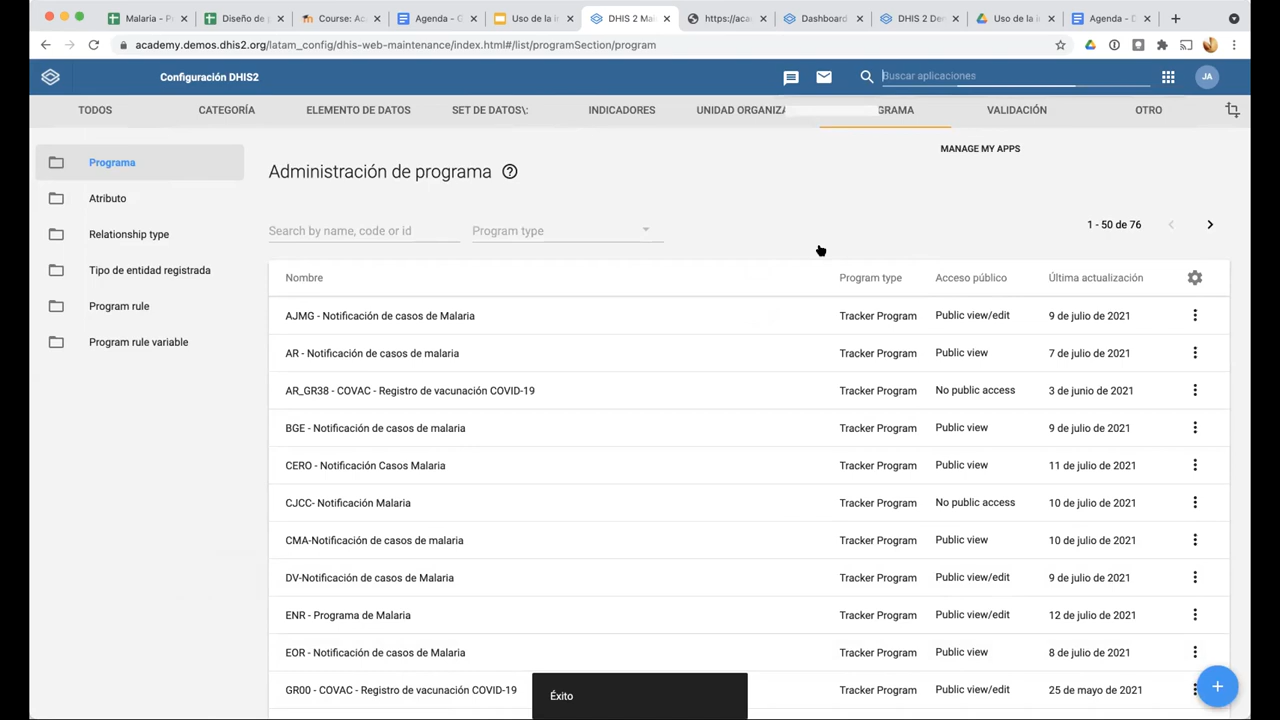 Malaria - P
Diseño de
Course: Ac
Agenda - G
Uso de la i
DHIS 2 Ma
https://aca
Dashboard
DHIS 2 De
Uso de la i
Agenda - D
academy.demos.dhis2.org/latam_config/dhis-web-maintenance/index.html#/list/programSection/program
Configuración DHIS2
Buscar aplicaciones
JA
TODOS
CATEGORÍA
ELEMENTO DE DATOS
SET DE DATOS\:
INDICADORES
UNIDAD ORGANIZA
GRAMA
VALIDACIÓN
OTRO
MANAGE MY APPS
Programa
Atributo
Relationship type
Tipo de entidad registrada
Program rule
Program rule variable
Administración de programa
Search by name, code or id
Program type
1 - 50 de 76
Nombre Program type Acceso público Última actualización
AJMG - Notificación de casos de Malaria Tracker Program Public view/edit 9 de julio de 2021
AR - Notificación de casos de malaria Tracker Program Public view 7 de julio de 2021
AR_GR38 - COVAC - Registro de vacunación COVID-19 Tracker Program No public access 3 de junio de 2021
BGE - Notificación de casos de malaria Tracker Program Public view 9 de julio de 2021
CERO - Notificación Casos Malaria Tracker Program Public view 11 de julio de 2021
CJCC- Notificación Malaria Tracker Program No public access 10 de julio de 2021
CMA-Notificación de casos de malaria Tracker Program Public view 10 de julio de 2021
DV-Notificación de casos de Malaria Tracker Program Public view/edit 9 de julio de 2021
ENR - Programa de Malaria Tracker Program Public view/edit 12 de julio de 2021
EOR - Notificación de casos de Malaria Tracker Program Public view 8 de julio de 2021
GR00 - COVAC - Registro de vacunación COVID-19 Tracker Program Public view/edit 25 de mayo de 2021
Éxito